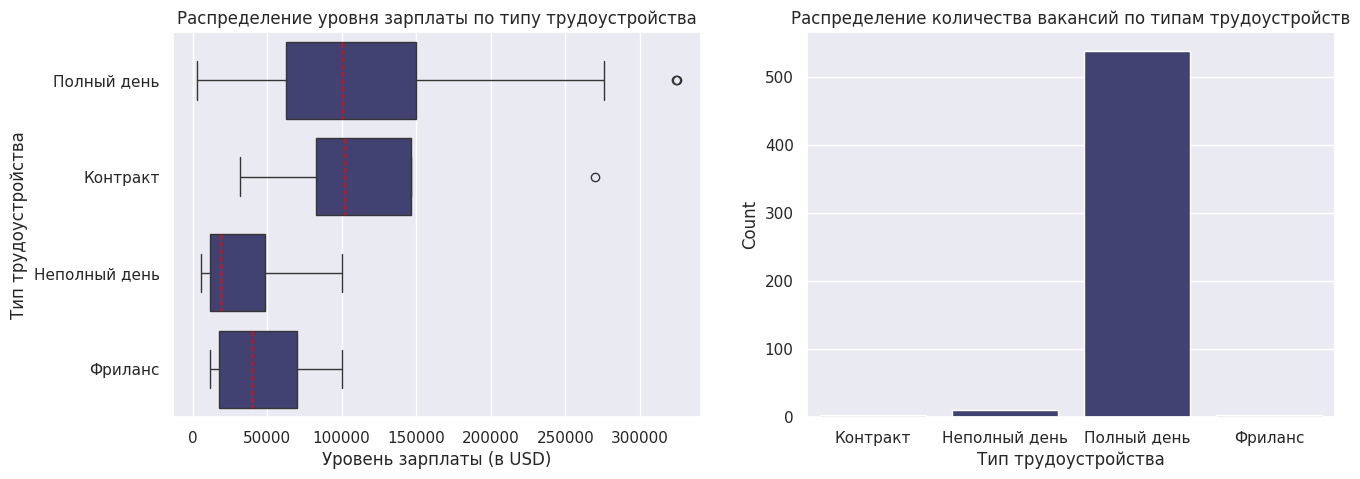 Распределение уровня зарплаты по типу трудоустройства
Тип трудоустройства
Полный день
Контракт
Неполный день
Фриланс
0 50000 100000 150000 200000 250000 300000
Уровень зарплаты (в USD)
Распределение количества вакансий по типам трудоустройств
Count
500
400
300
200
100
0
Контракт Неполный день Полный день Фриланс
Тип трудоустройства